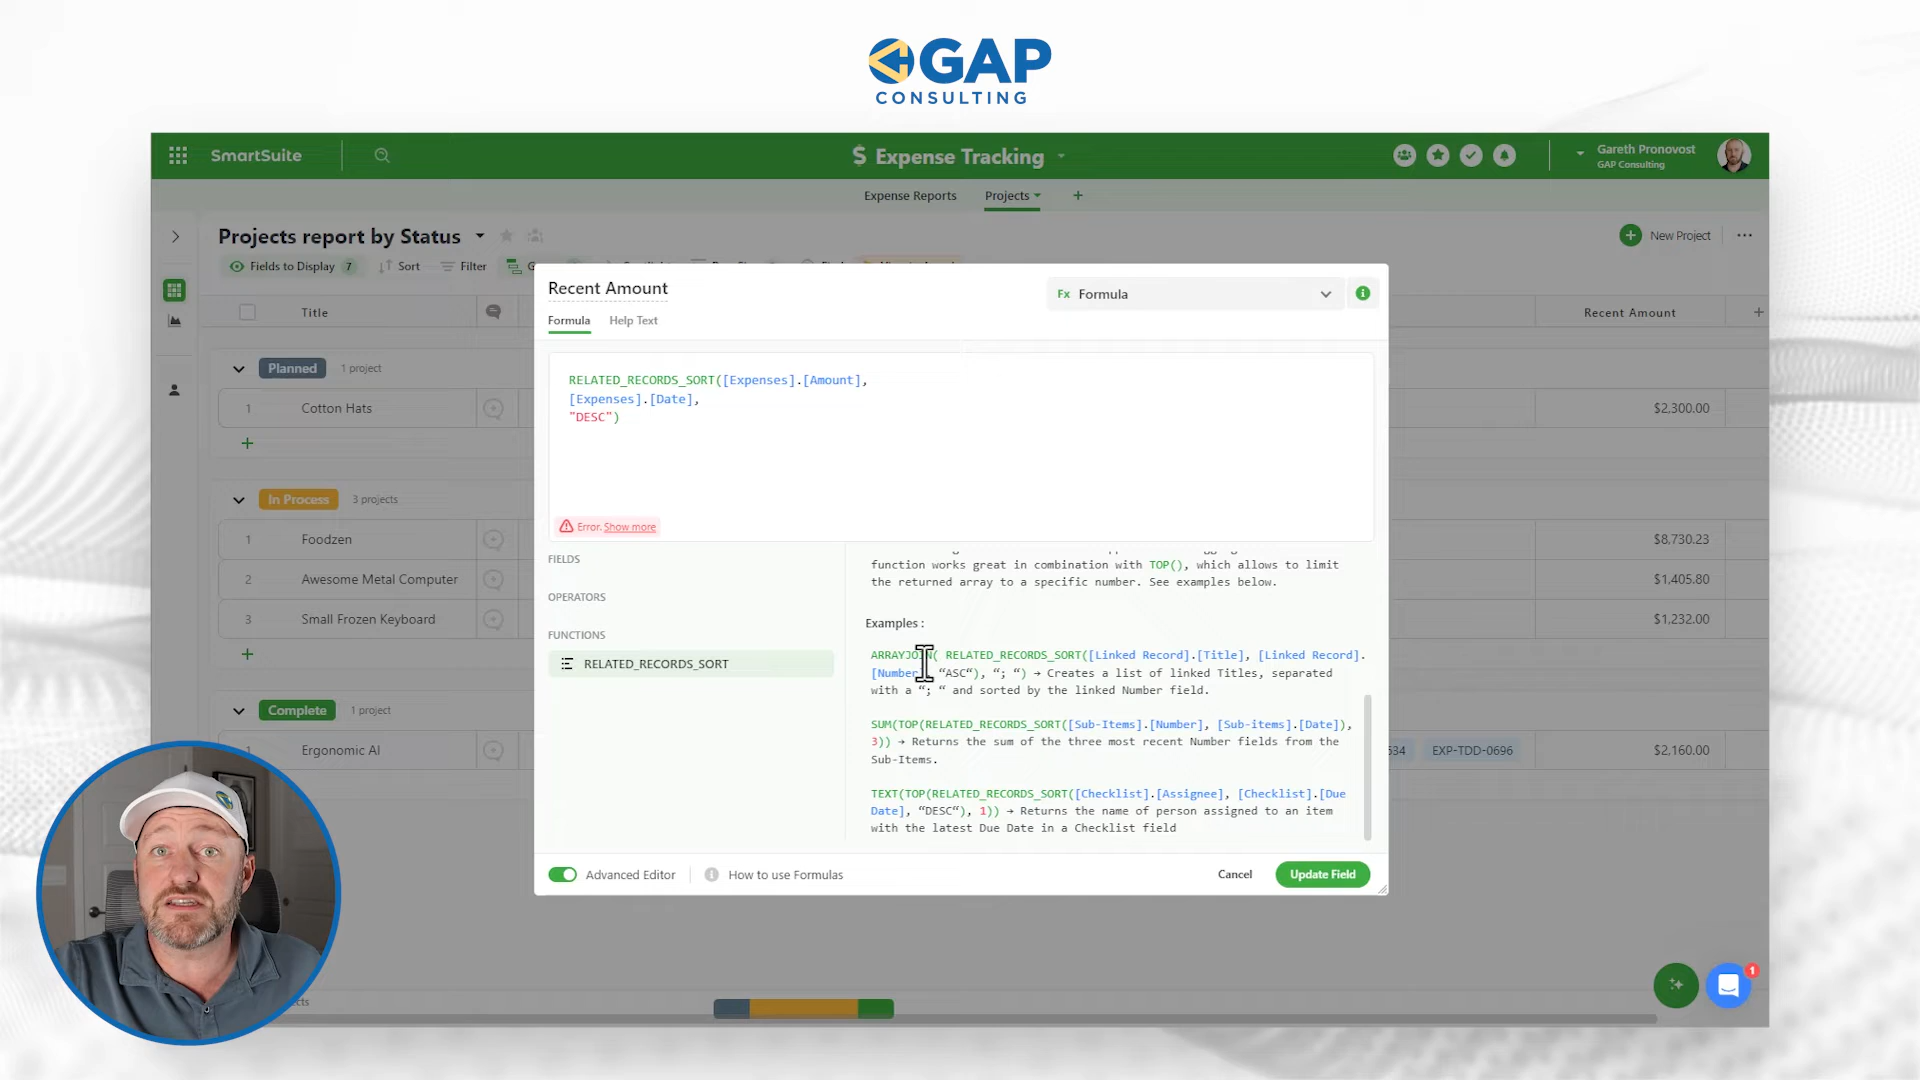 GAP
CONSULTING
SmartSuite
$ Expense Tracking
Gareth Pronovost
GAP Consulting
Expense Reports
Projects
Projects report by Status
New Project
Fields to Display 7
Sort
Filter
Title
Recent Amount
Planned
1 project
1 Cotton Hats
$2,300.00
In Process
3 projects
1 Foodzen
$8,730.23
2 Awesome Metal Computer
$1,405.80
3 Small Frozen Keyboard
$1,232.00
Complete
1 project
1 Ergonomic AI
EXP-TDD-0696
$2,160.00
Recent Amount
Fx Formula
Formula
Help Text
RELATED_RECORDS_SORT([Expenses].[Amount],
[Expenses].[Date],
"DESC")
Error. Show more
FIELDS
OPERATORS
FUNCTIONS
RELATED_RECORDS_SORT
function works great in combination with TOP(), which allows to limit
the returned array to a specific number. See examples below.
Examples :
ARRAYJOIN( RELATED_RECORDS_SORT([Linked Record].[Title], [Linked Record].
[Number], “ASC“), “; “) → Creates a list of linked Titles, separated
with a “; “ and sorted by the linked Number field.
SUM(TOP(RELATED_RECORDS_SORT([Sub-Items].[Number], [Sub-items].[Date]),
3)) → Returns the sum of the three most recent Number fields from the
Sub-Items.
TEXT(TOP(RELATED_RECORDS_SORT([Checklist].[Assignee], [Checklist].[Due
Date], “DESC“), 1)) → Returns the name of person assigned to an item
with the latest Due Date in a Checklist field
Advanced Editor
How to use Formulas
Cancel
Update Field
1